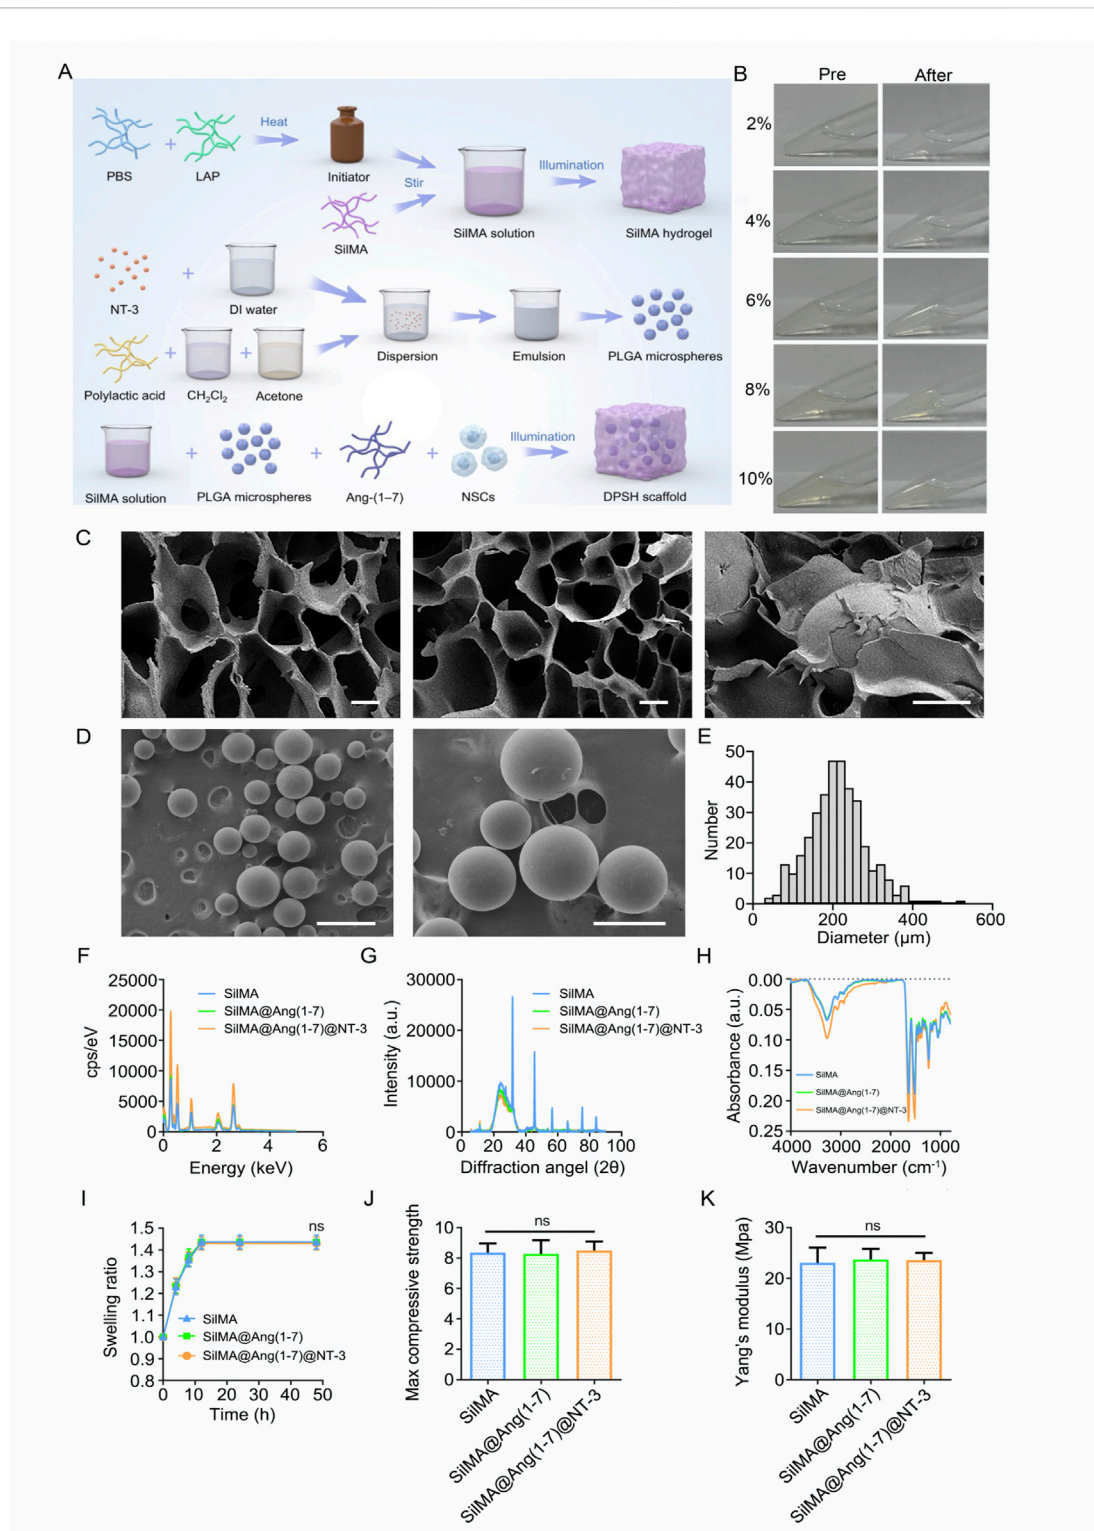 A
PBS
+
LAP
Heat
Initiator
Stir
SilMA
SilMA solution
Illumination
SilMA hydrogel
NT-3
+
DI water
Polylactic acid
+
CH₂Cl₂
+
Acetone
Dispersion
Emulsion
PLGA microspheres
SilMA solution
+
PLGA microspheres
+
Ang-(1–7)
+
NSCs
Illumination
DPSH scaffold
B
Pre After
2%
4%
6%
8%
10%
C
D
E
Number
50
40
30
20
10
0
0 200 400 600
Diameter (μm)
F
cps/eV
25000
20000
15000
10000
5000
0
0 2 4 6
Energy (keV)
SilMA
SilMA@Ang(1-7)
SilMA@Ang(1-7)@NT-3
G
Intensity (a.u.)
30000
20000
10000
0
0 20 40 60 80 100
Diffraction angel (2θ)
SilMA
SilMA@Ang(1-7)
SilMA@Ang(1-7)@NT-3
H
Absorbance (a.u.)
0.00
0.05
0.10
0.15
0.20
0.25
4000 3000 2000 1000
Wavenumber (cm⁻¹)
SilMA
SilMA@Ang(1-7)
SilMA@Ang(1-7)@NT-3
I
Swelling ratio
1.5
1.4
1.3
1.2
1.1
1.0
0.9
0.8
0 10 20 30 40 50
Time (h)
ns
SilMA
SilMA@Ang(1-7)
SilMA@Ang(1-7)@NT-3
J
Max compressive strength
10
8
6
4
2
0
ns
SilMA
SilMA@Ang(1-7)
SilMA@Ang(1-7)@NT-3
K
Yang's modulus (Mpa)
30
20
10
0
ns
SilMA
SilMA@Ang(1-7)
SilMA@Ang(1-7)@NT-3